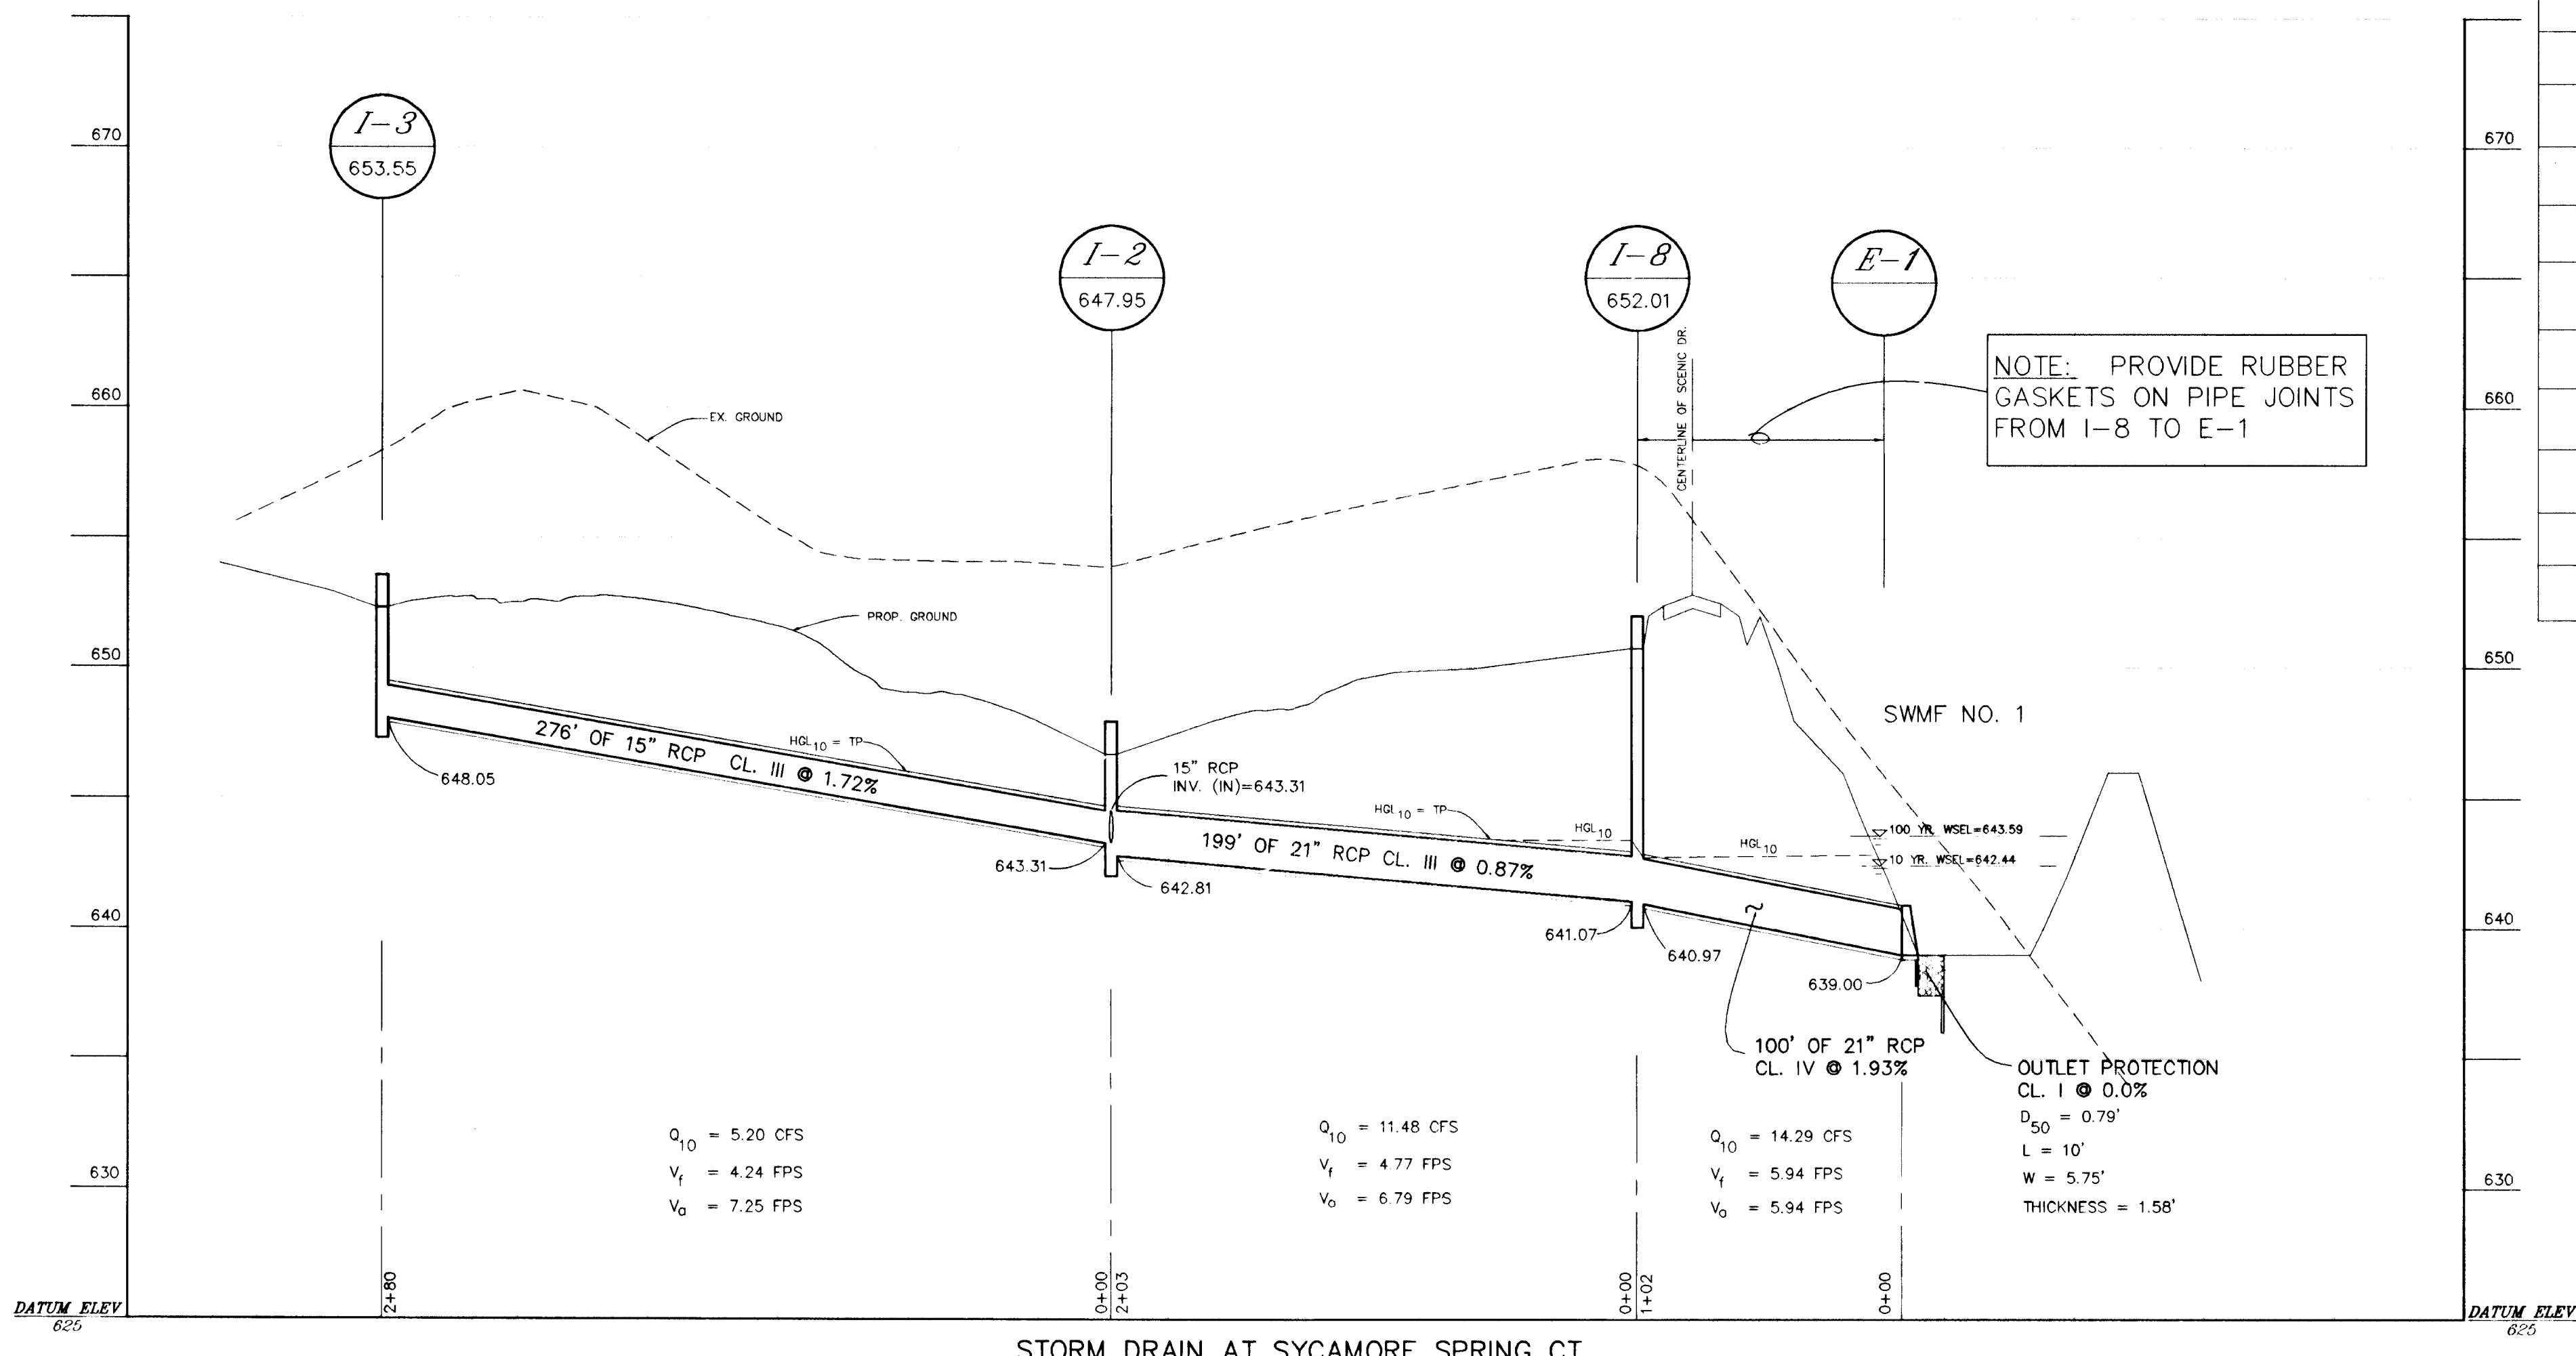 I-3
653.55
I-2
647.95
I-8
652.01
E-1
670
660
650
640
630
DATUM ELEV
625
670
660
650
640
630
DATUM ELEV
625
CENTERLINE OF SCENIC DR.
NOTE: PROVIDE RUBBER
GASKETS ON PIPE JOINTS
FROM I-8 TO E-1
EX. GROUND
PROP. GROUND
SWMF NO. 1
276' OF 15" RCP CL. III @ 1.72%
HGL10 = TP
648.05
15" RCP
INV. (IN)=643.31
643.31
642.81
199' OF 21" RCP CL. III @ 0.87%
HGL10 = TP
HGL10
HGL10
100 YR. WSEL=643.59
10 YR. WSEL=642.44
641.07
640.97
639.00
100' OF 21" RCP
CL. IV @ 1.93%
OUTLET PROTECTION
CL. I @ 0.0%
D50 = 0.79'
L = 10'
W = 5.75'
THICKNESS = 1.58'
Q10 = 5.20 CFS
Vf = 4.24 FPS
Va = 7.25 FPS
Q10 = 11.48 CFS
Vf = 4.77 FPS
Va = 6.79 FPS
Q10 = 14.29 CFS
Vf = 5.94 FPS
Va = 5.94 FPS
2+80
0+00
2+03
0+00
1+02
0+00
STORM DRAIN AT SYCAMORE SPRING CT